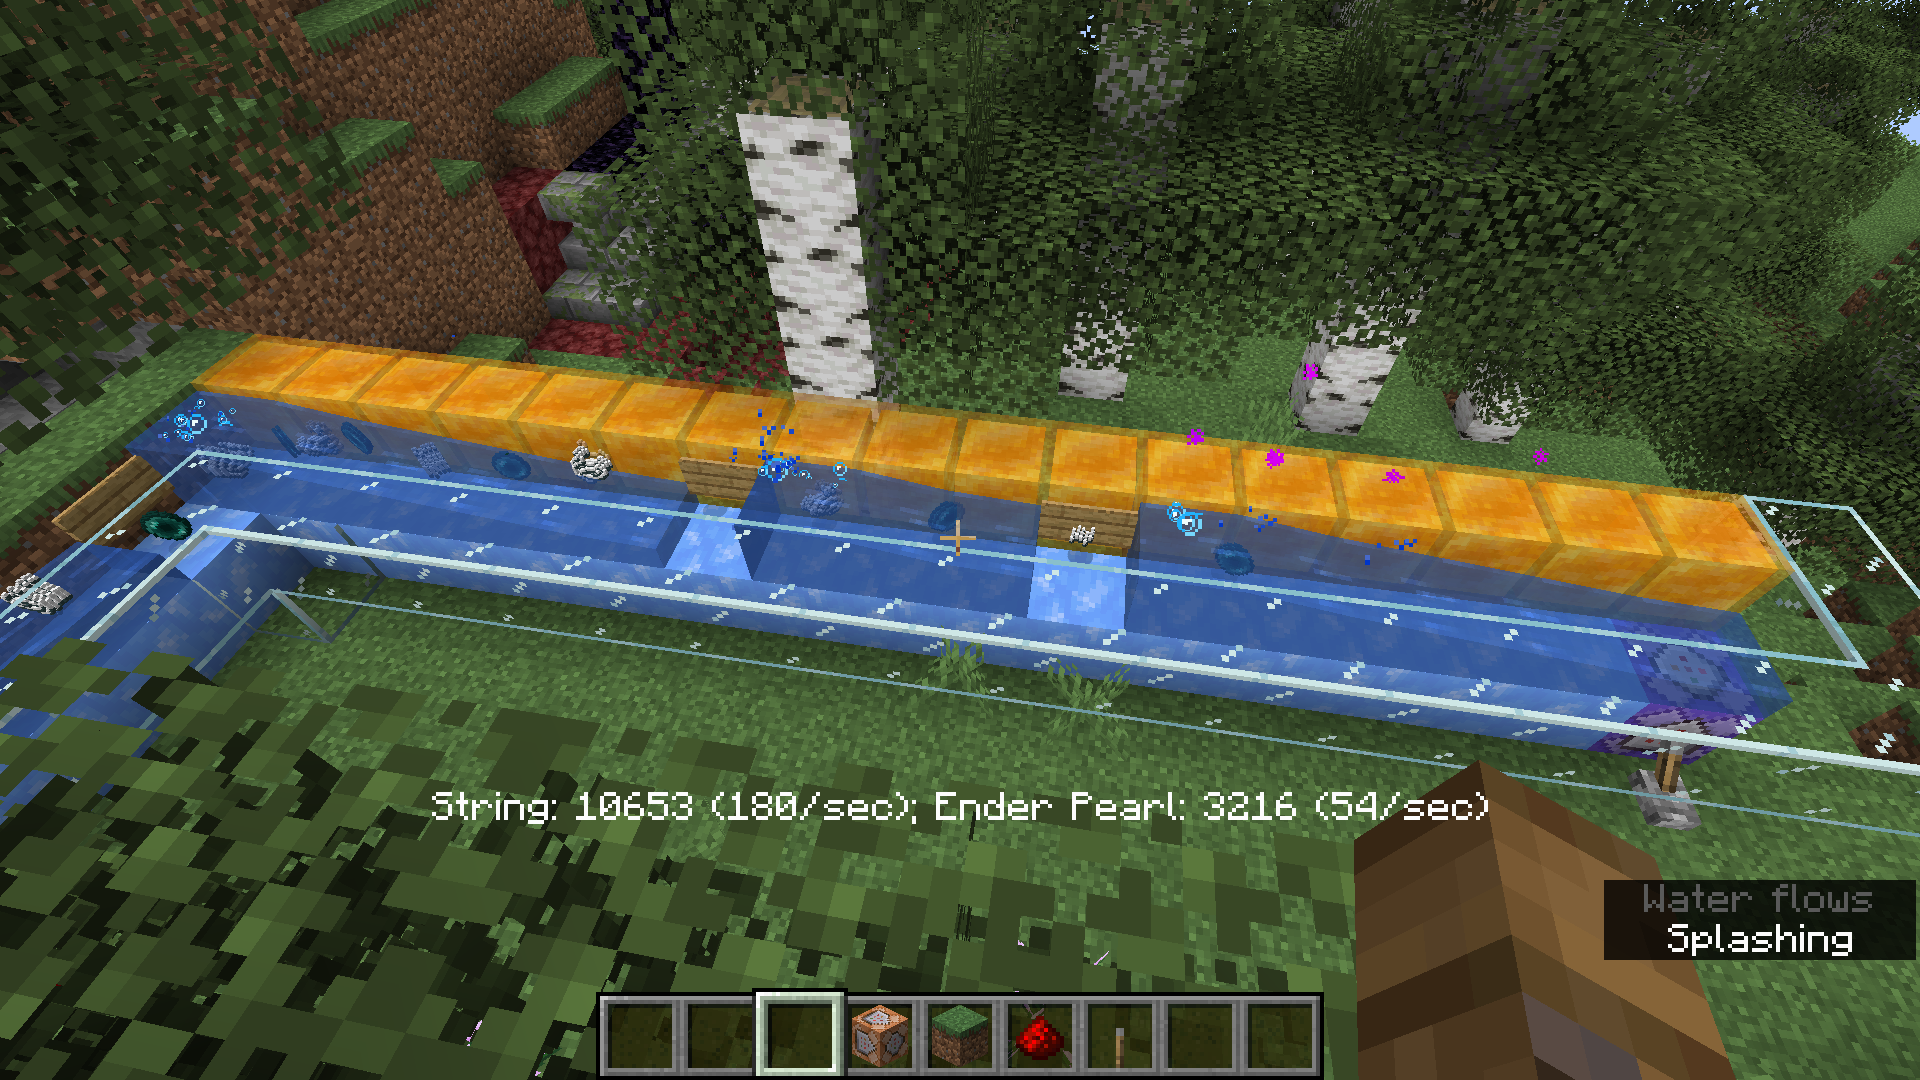 String: 10653 (180/sec); Ender Pearl: 3216 (54/sec)
Water flows
Splashing